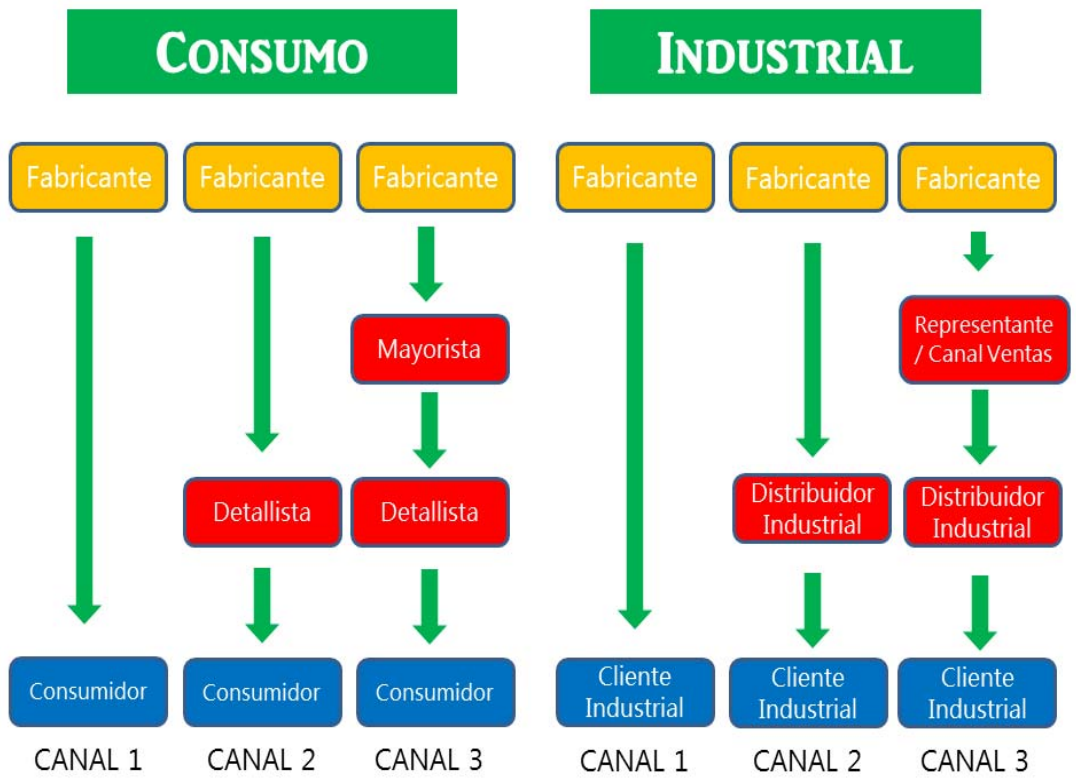 CONSUMO
Fabricante
Fabricante
Fabricante
Mayorista
Detallista
Detallista
Consumidor
Consumidor
Consumidor
CANAL 1
CANAL 2
CANAL 3
INDUSTRIAL
Fabricante
Fabricante
Fabricante
Representante
/ Canal Ventas
Distribuidor
Industrial
Distribuidor
Industrial
Cliente
Industrial
Cliente
Industrial
Cliente
Industrial
CANAL 1
CANAL 2
CANAL 3